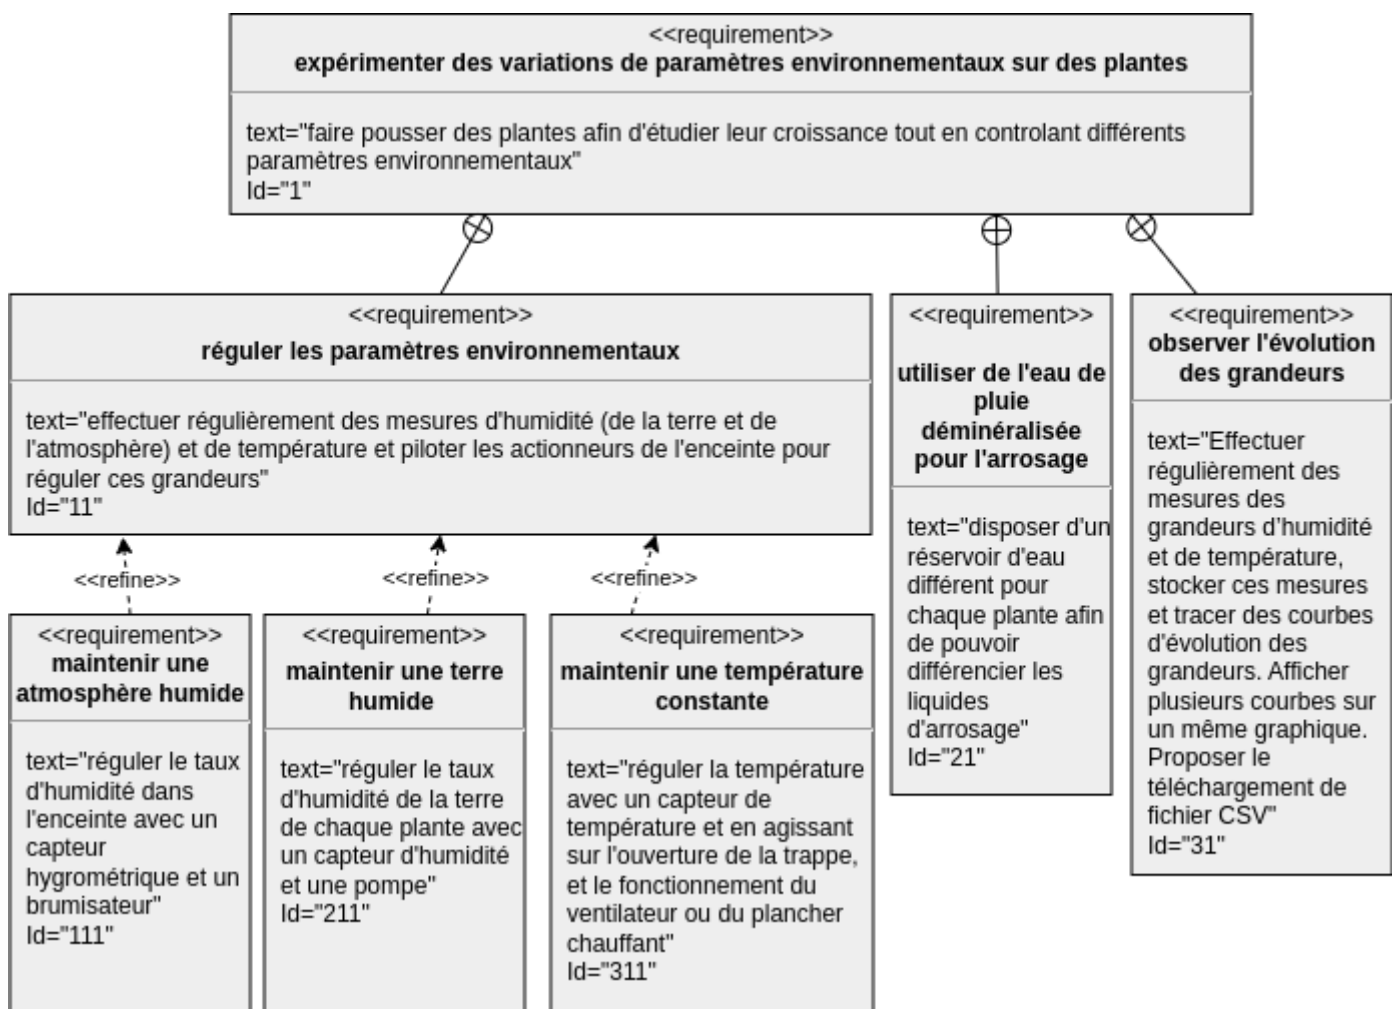 <<requirement>>
expérimenter des variations de paramètres environnementaux sur des plantes
text="faire pousser des plantes afin d'étudier leur croissance tout en controlant différents
paramètres environnementaux"
Id="1"
<<requirement>>
réguler les paramètres environnementaux
text="effectuer régulièrement des mesures d'humidité (de la terre et de
l'atmosphère) et de température et piloter les actionneurs de l'enceinte pour
réguler ces grandeurs"
Id="11"
<<requirement>>
utiliser de l'eau de
pluie
déminéralisée
pour l'arrosage
text="disposer d'un
réservoir d'eau
différent pour
chaque plante afin
de pouvoir
différencier les
liquides
d'arrosage"
Id="21"
<<requirement>>
observer l'évolution
des grandeurs
text="Effectuer
régulièrement des
mesures des
grandeurs d'humidité
et de température,
stocker ces mesures
et tracer des courbes
d'évolution des
grandeurs. Afficher
plusieurs courbes sur
un même graphique.
Proposer le
téléchargement de
fichier CSV"
Id="31"
<<refine>>
<<refine>>
<<refine>>
<<requirement>>
maintenir une
atmosphère humide
text="réguler le taux
d'humidité dans
l'enceinte avec un
capteur
hygrométrique et un
brumisateur"
Id="111"
<<requirement>>
maintenir une terre
humide
text="réguler le taux
d'humidité de la terre
de chaque plante avec
un capteur d'humidité
et une pompe"
Id="211"
<<requirement>>
maintenir une température
constante
text="réguler la température
avec un capteur de
température et en agissant
sur l'ouverture de la trappe,
et le fonctionnement du
ventilateur ou du plancher
chauffant"
Id="311"